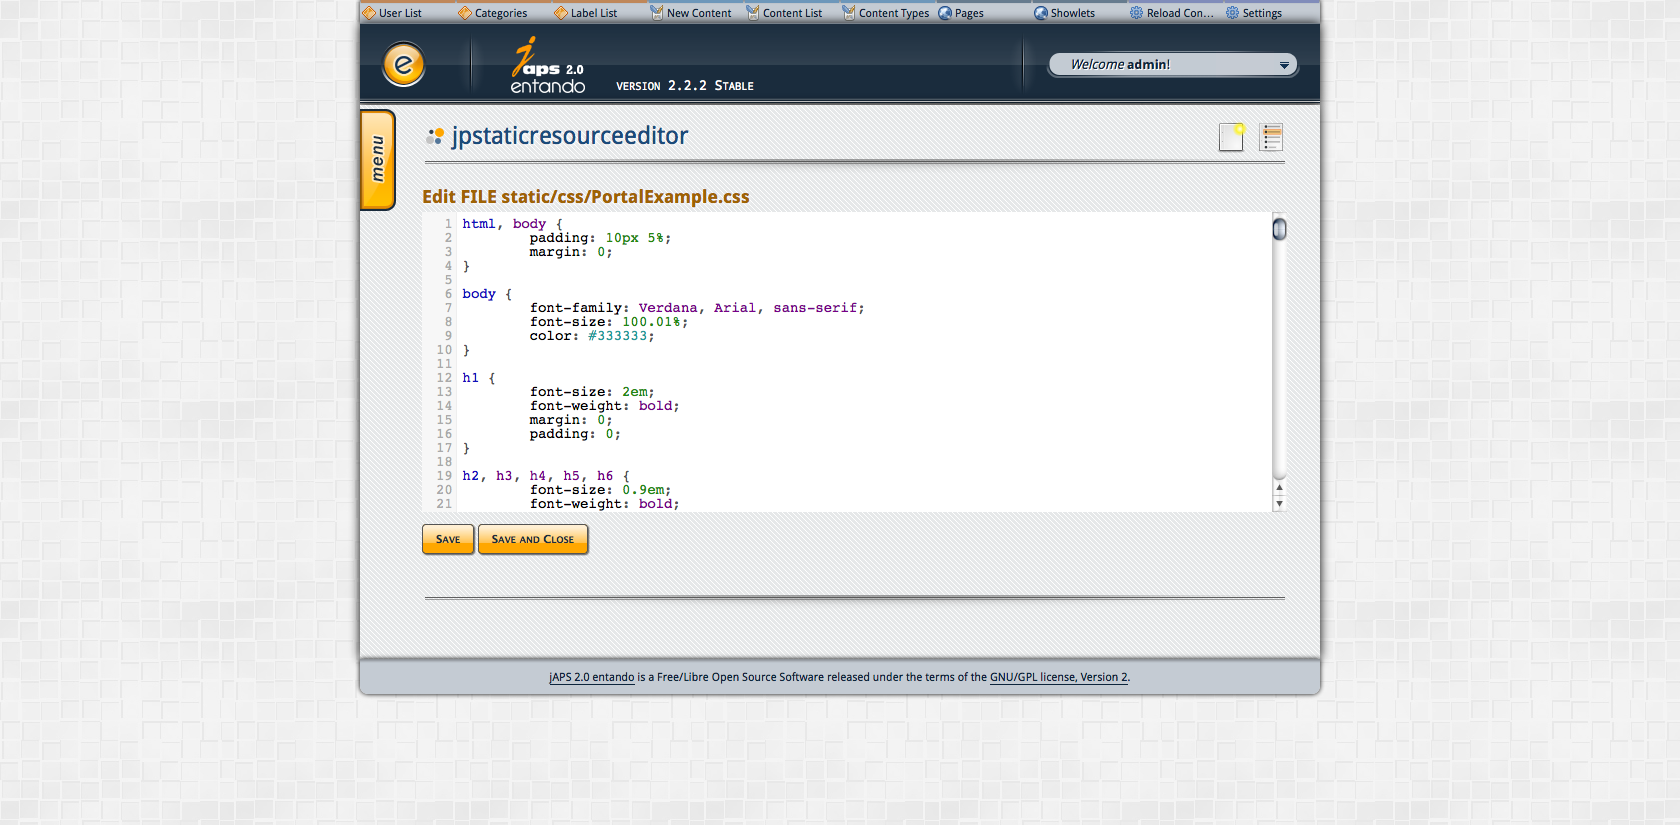 User List Categories Label List New Content Content List Content Types Pages Showlets Reload Con... Settings
e
japs 2.0
entando
VERSION 2.2.2 STABLE
Welcome admin!
menu
jpstaticresourceeditor
Edit FILE static/css/PortalExample.css
1 html, body {
2 padding: 10px 5%;
3 margin: 0;
4 }
5
6 body {
7 font-family: Verdana, Arial, sans-serif;
8 font-size: 100.01%;
9 color: #333333;
10 }
11
12 h1 {
13 font-size: 2em;
14 font-weight: bold;
15 margin: 0;
16 padding: 0;
17 }
18
19 h2, h3, h4, h5, h6 {
20 font-size: 0.9em;
21 font-weight: bold;
SAVE SAVE AND CLOSE
jAPS 2.0 entando is a Free/Libre Open Source Software released under the terms of the GNU/GPL license, Version 2.